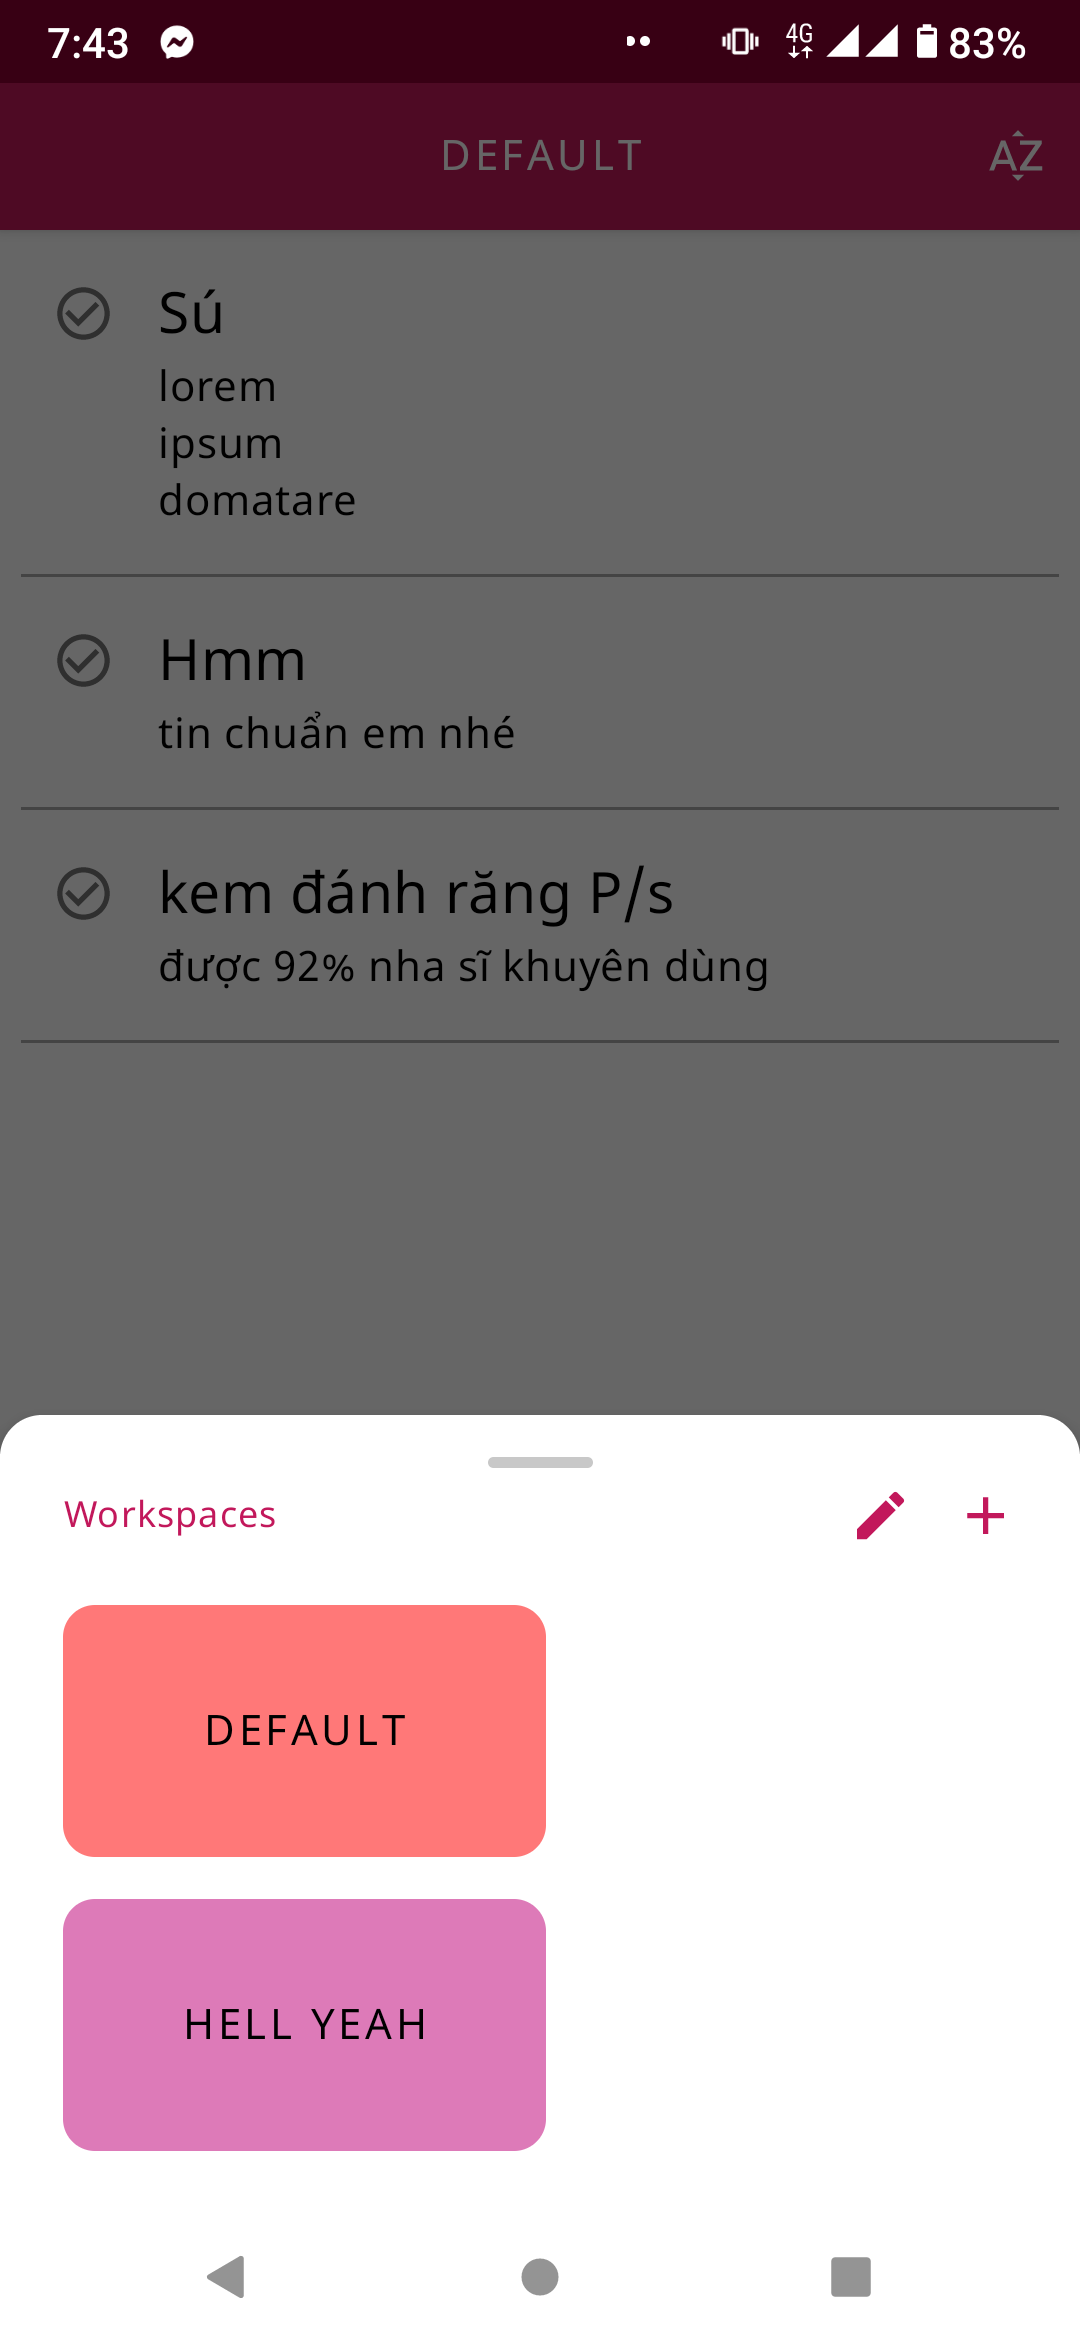 7:43
4G
83%
DEFAULT
AZ
Sú
lorem
ipsum
domatare
Hmm
tin chuẩn em nhé
kem đánh răng P/s
được 92% nha sĩ khuyên dùng
Workspaces
DEFAULT
HELL YEAH